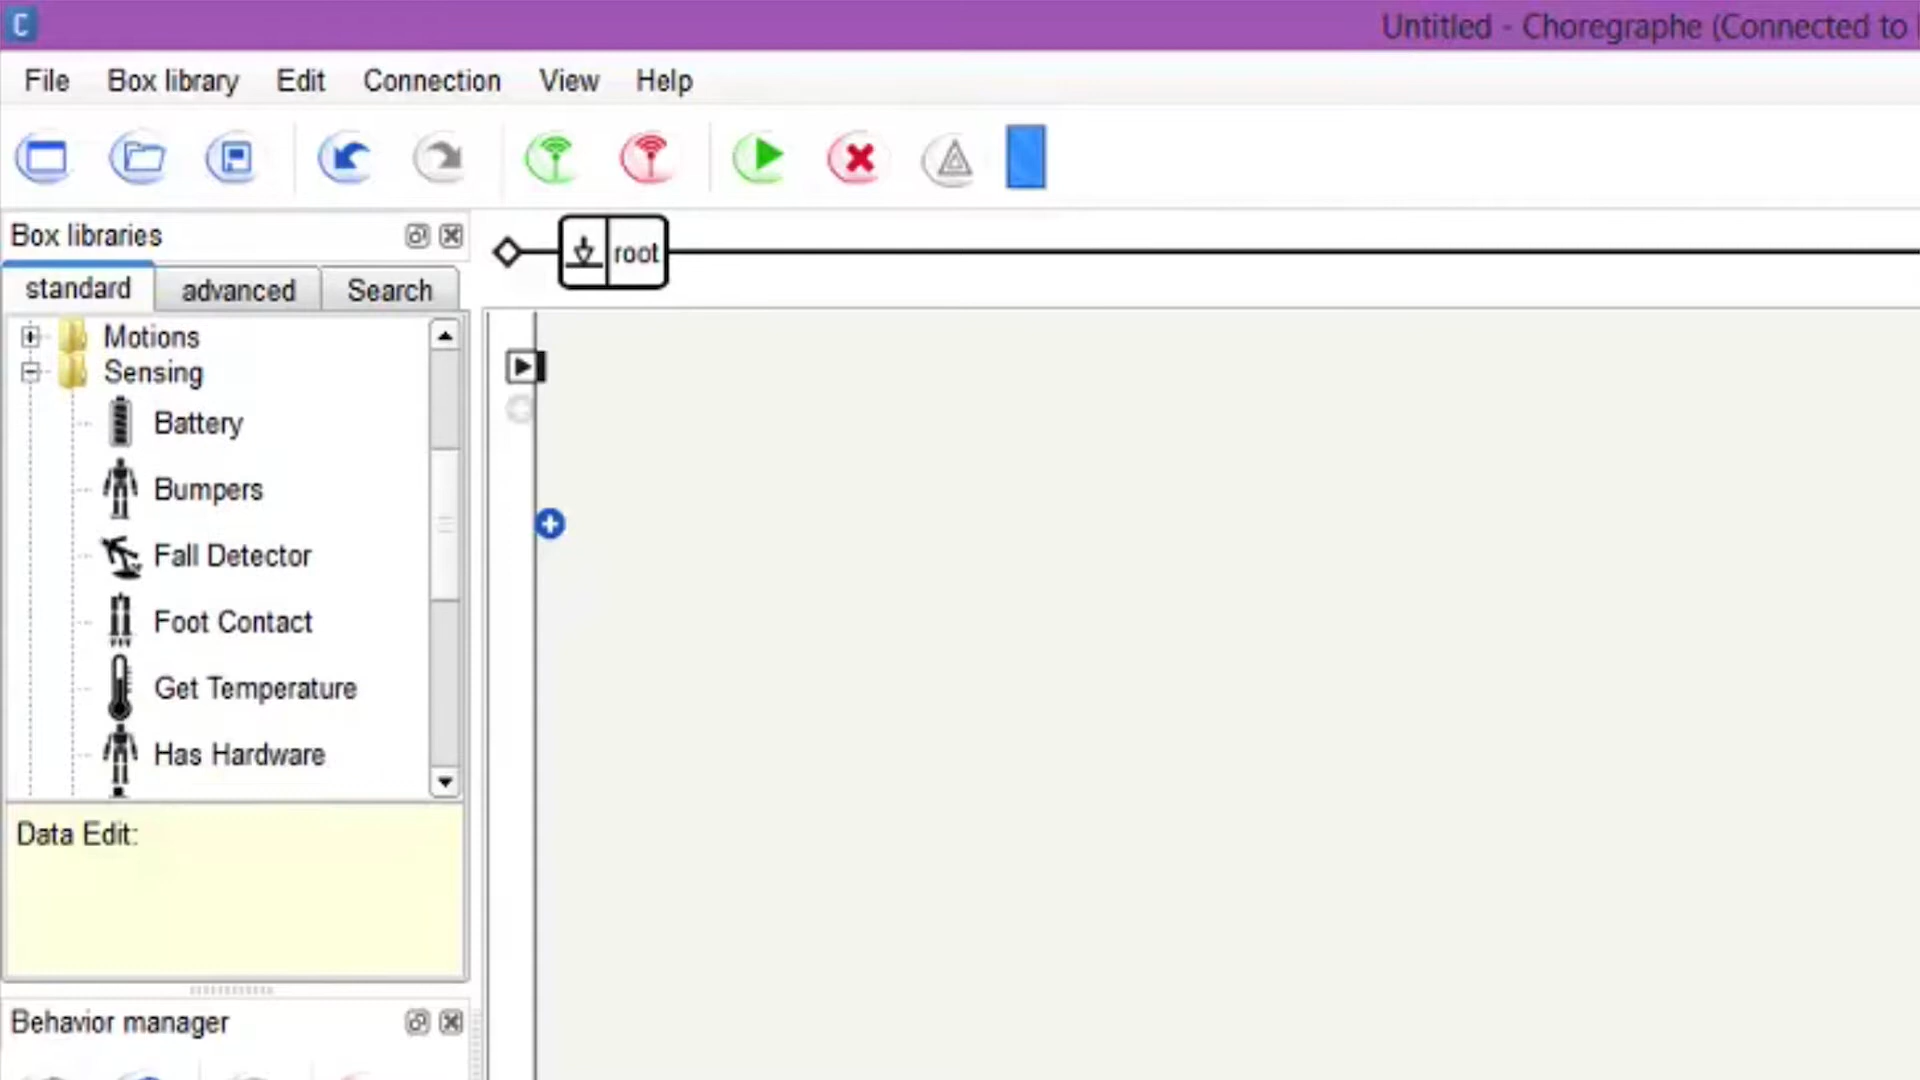 C
Untitled - Choregraphe (Connected to
File Box library Edit Connection View Help
Box libraries
root
standard advanced Search
Motions
Sensing
Battery
Bumpers
Fall Detector
Foot Contact
Get Temperature
Has Hardware
Data Edit:
Behavior manager